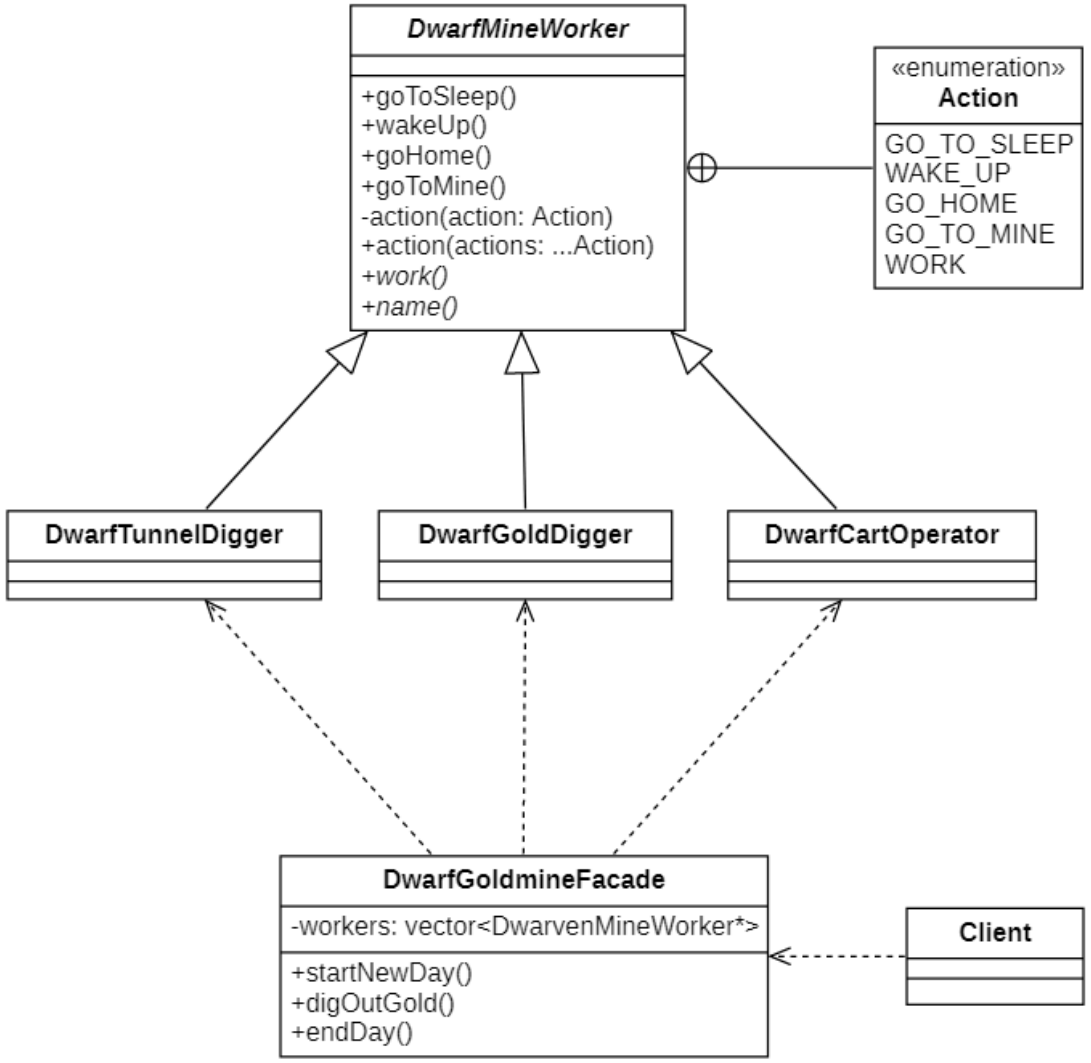 DwarfMineWorker
+goToSleep()
+wakeUp()
+goHome()
+goToMine()
-action(action: Action)
+action(actions: ...Action)
+work()
+name()
«enumeration»
Action
GO_TO_SLEEP
WAKE_UP
GO_HOME
GO_TO_MINE
WORK
DwarfTunnelDigger
DwarfGoldDigger
DwarfCartOperator
DwarfGoldmineFacade
-workers: vector<DwarvenMineWorker*>
+startNewDay()
+digOutGold()
+endDay()
Client